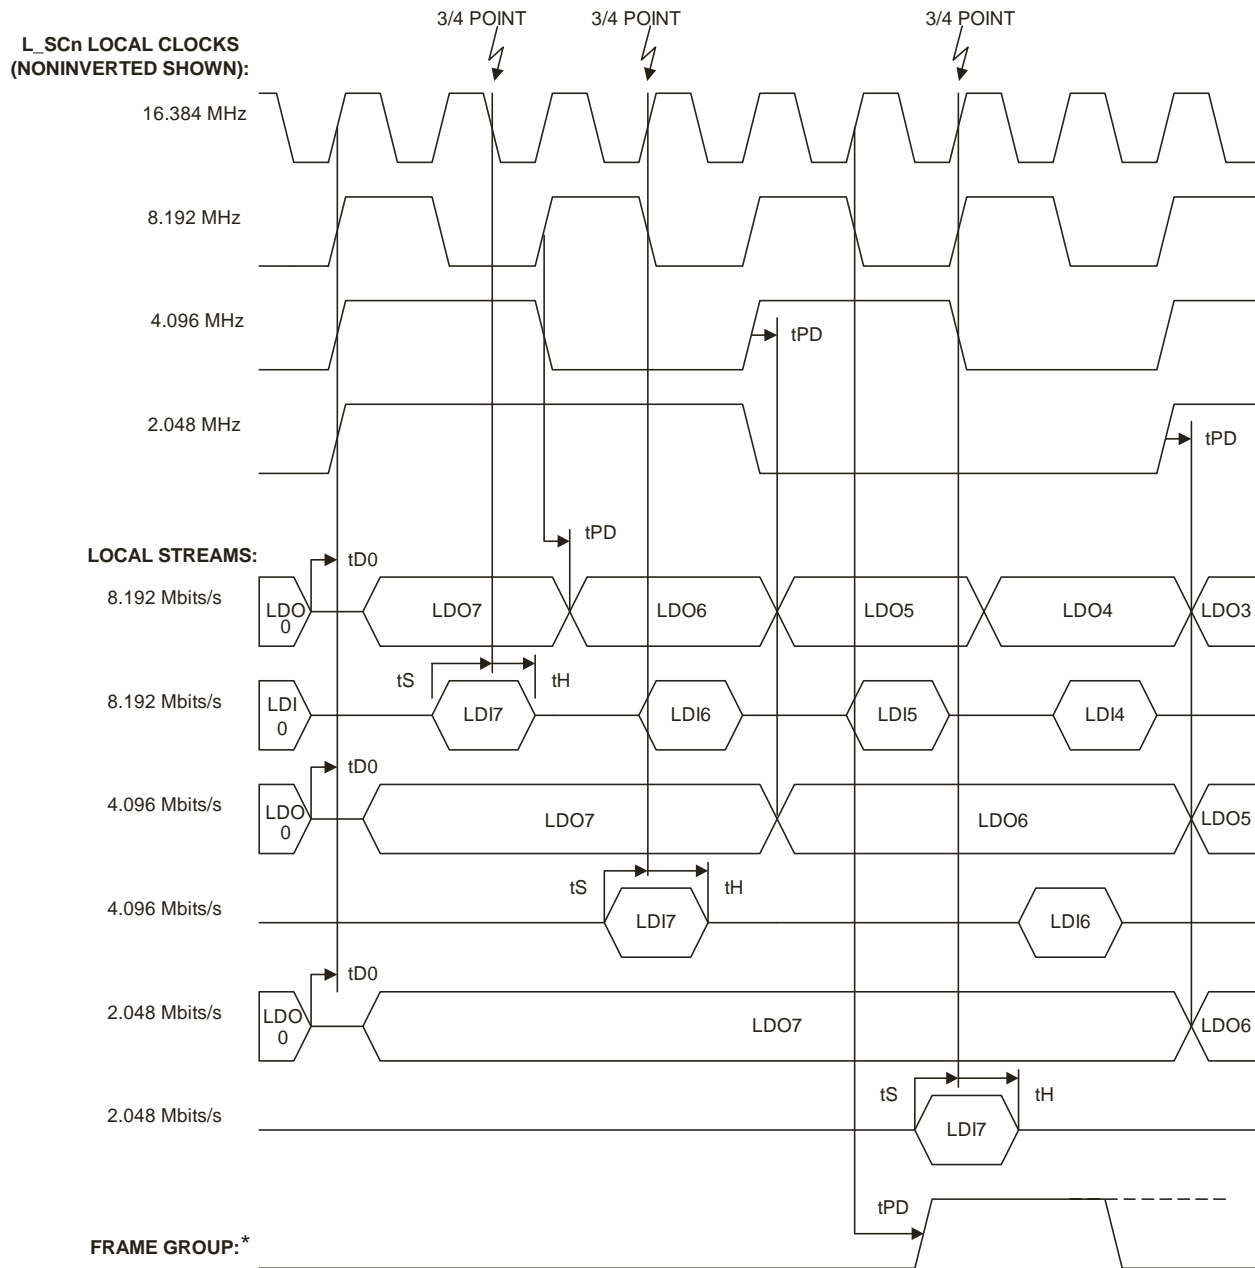 3/4 POINT 3/4 POINT 3/4 POINT
L_SCn LOCAL CLOCKS
(NONINVERTED SHOWN):
16.384 MHz
8.192 MHz
4.096 MHz
tPD
2.048 MHz
tPD
tPD
LOCAL STREAMS:
tD0
8.192 Mbits/s
LDO
0
LDO7 LDO6 LDO5 LDO4 LDO3
tS tH
8.192 Mbits/s
LDI
0
LDI7 LDI6 LDI5 LDI4
tD0
4.096 Mbits/s
LDO
0
LDO7 LDO6 LDO5
tS tH
4.096 Mbits/s
LDI7 LDI6
tD0
2.048 Mbits/s
LDO
0
LDO7 LDO6
tS tH
2.048 Mbits/s
LDI7
tPD
FRAME GROUP:*